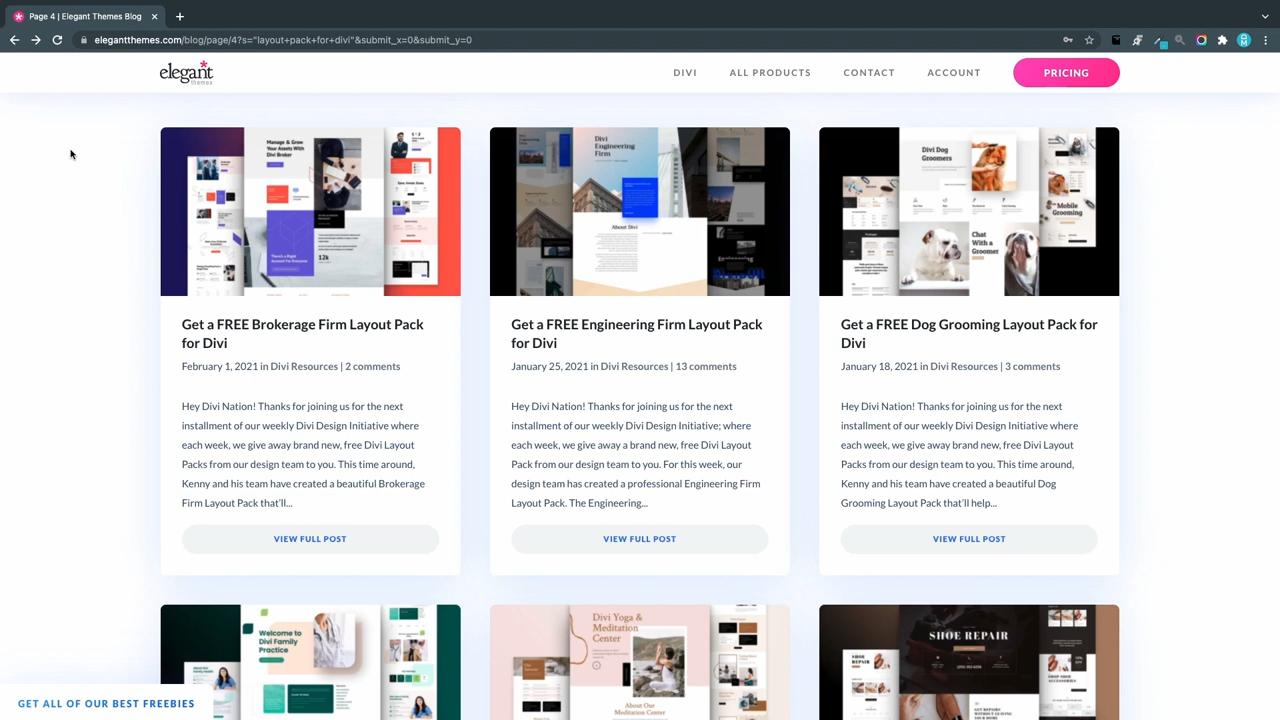 Page 4 | Elegant Themes Blog
elegantthemes.com/blog/page/4?s="layout+pack+for+divi"&submit_x=0&submit_y=0
elegant
themes
DIVI
ALL PRODUCTS
CONTACT
ACCOUNT
PRICING
Manage & Grow
Your Assets With
Divi Broker
12k
Divi
Engineering
Firm
About Divi
Divi Dog
Groomers
Mobile
Grooming
Chat
With a
Groomer
Get a FREE Brokerage Firm Layout Pack
for Divi
February 1, 2021 in Divi Resources | 2 comments
Hey Divi Nation! Thanks for joining us for the next
installment of our weekly Divi Design Initiative where
each week, we give away brand new, free Divi Layout
Packs from our design team to you. This time around,
Kenny and his team have created a beautiful Brokerage
Firm Layout Pack that'll...
VIEW FULL POST
Get a FREE Engineering Firm Layout Pack
for Divi
January 25, 2021 in Divi Resources | 13 comments
Hey Divi Nation! Thanks for joining us for the next
installment of our weekly Divi Design Initiative; where
each week, we give away a brand new, free Divi Layout
Pack from our design team to you. For this week, our
design team has created a professional Engineering Firm
Layout Pack. The Engineering...
VIEW FULL POST
Get a FREE Dog Grooming Layout Pack for
Divi
January 18, 2021 in Divi Resources | 3 comments
Hey Divi Nation! Thanks for joining us for the next
installment of our weekly Divi Design Initiative where
each week, we give away brand new, free Divi Layout
Packs from our design team to you. This time around,
Kenny and his team have created a beautiful Dog
Grooming Layout Pack that'll help...
VIEW FULL POST
Welcome to
Divi Family
Practice
Divi Yoga &
Meditation
Center
About Our
Meditation Center
SHOE REPAIR
SHOE
REPAIR
GET REPAIRS
WITHOUT LEAVING
YOUR HOME
DROP SHOE
ACCESSORIES
GET ALL OF OUR BEST FREEBIES